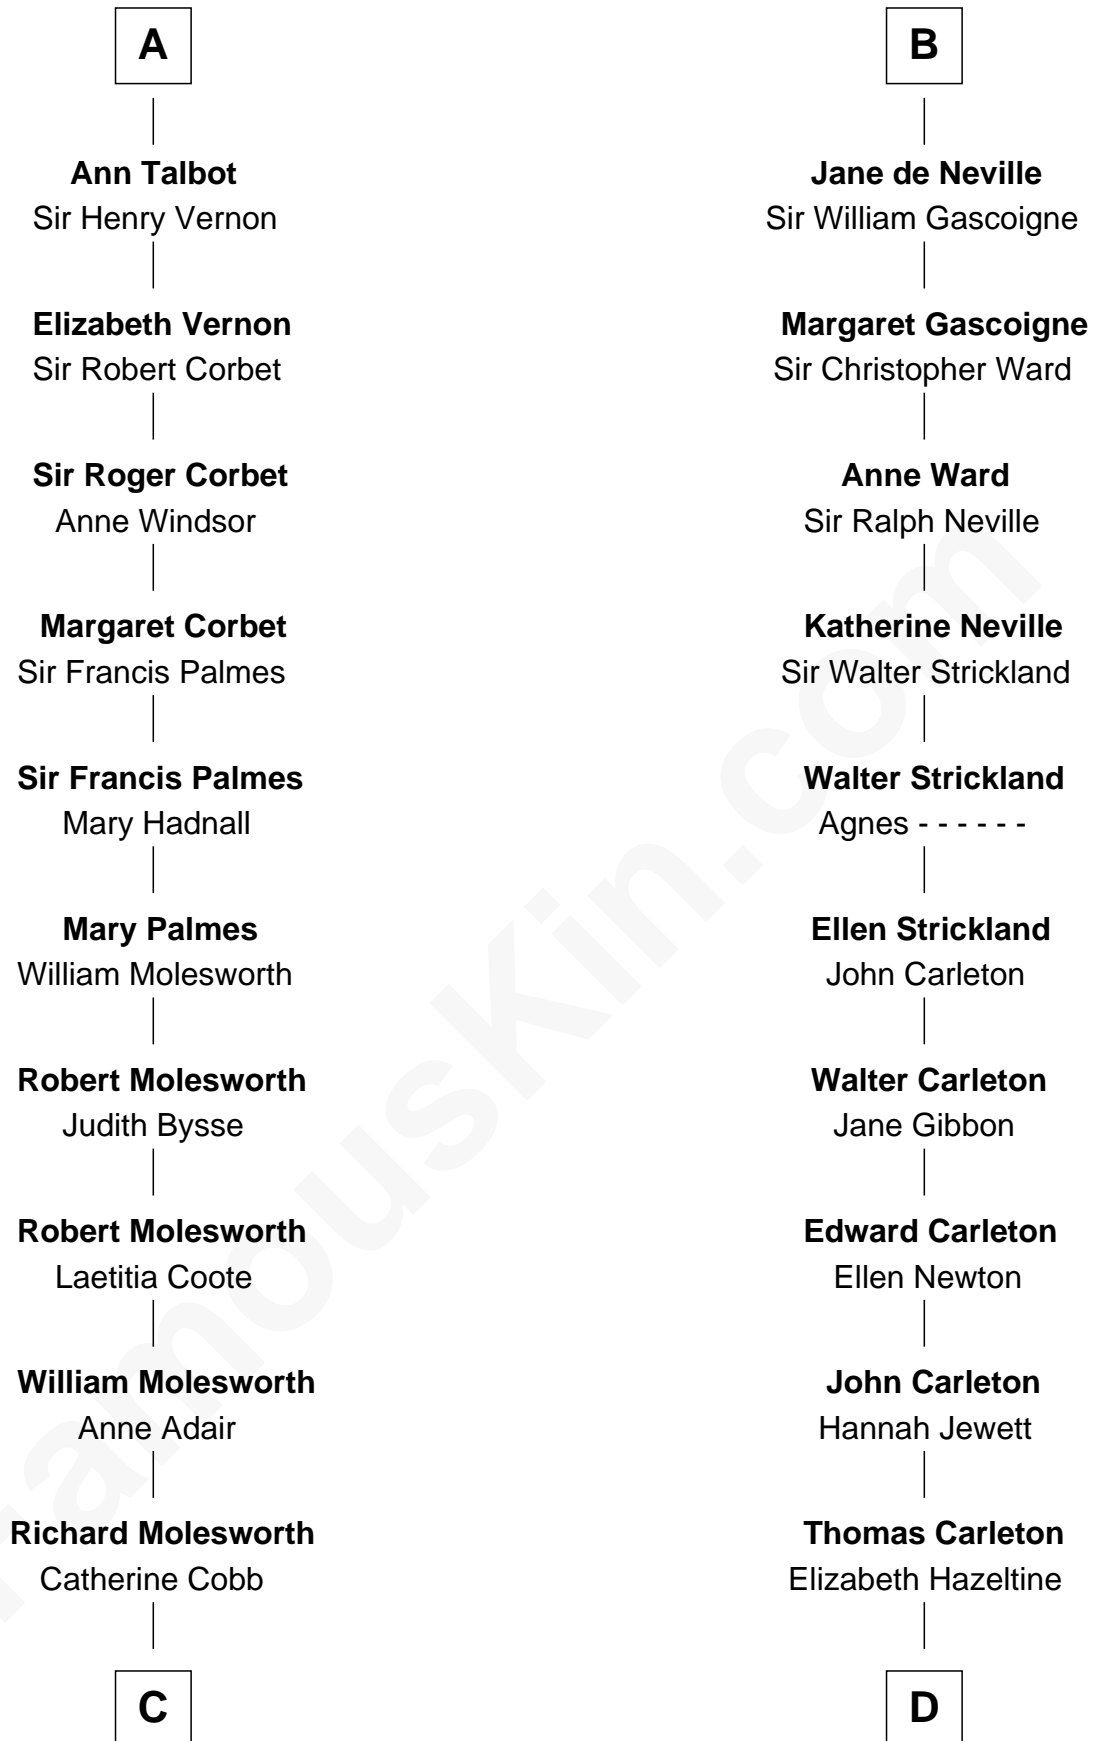 A
Ann Talbot
Sir Henry Vernon
Elizabeth Vernon
Sir Robert Corbet
Sir Roger Corbet
Anne Windsor
Margaret Corbet
Sir Francis Palmes
Sir Francis Palmes
Mary Hadnall
Mary Palmes
William Molesworth
Robert Molesworth
Judith Bysse
Robert Molesworth
Laetitia Coote
William Molesworth
Anne Adair
Richard Molesworth
Catherine Cobb
C
B
Jane de Neville
Sir William Gascoigne
Margaret Gascoigne
Sir Christopher Ward
Anne Ward
Sir Ralph Neville
Katherine Neville
Sir Walter Strickland
Walter Strickland
Agnes - - - - - -
Ellen Strickland
John Carleton
Walter Carleton
Jane Gibbon
Edward Carleton
Ellen Newton
John Carleton
Hannah Jewett
Thomas Carleton
Elizabeth Hazeltine
D
FamousKin.com